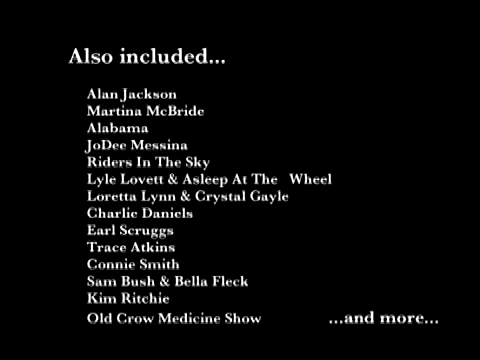 Also included...
Alan Jackson
Martina McBride
Alabama
JoDee Messina
Riders In The Sky
Lyle Lovett & Asleep At The Wheel
Loretta Lynn & Crystal Gayle
Charlie Daniels
Earl Scruggs
Trace Atkins
Connie Smith
Sam Bush & Bella Fleck
Kim Ritchie
Old Crow Medicine Show ...and more...